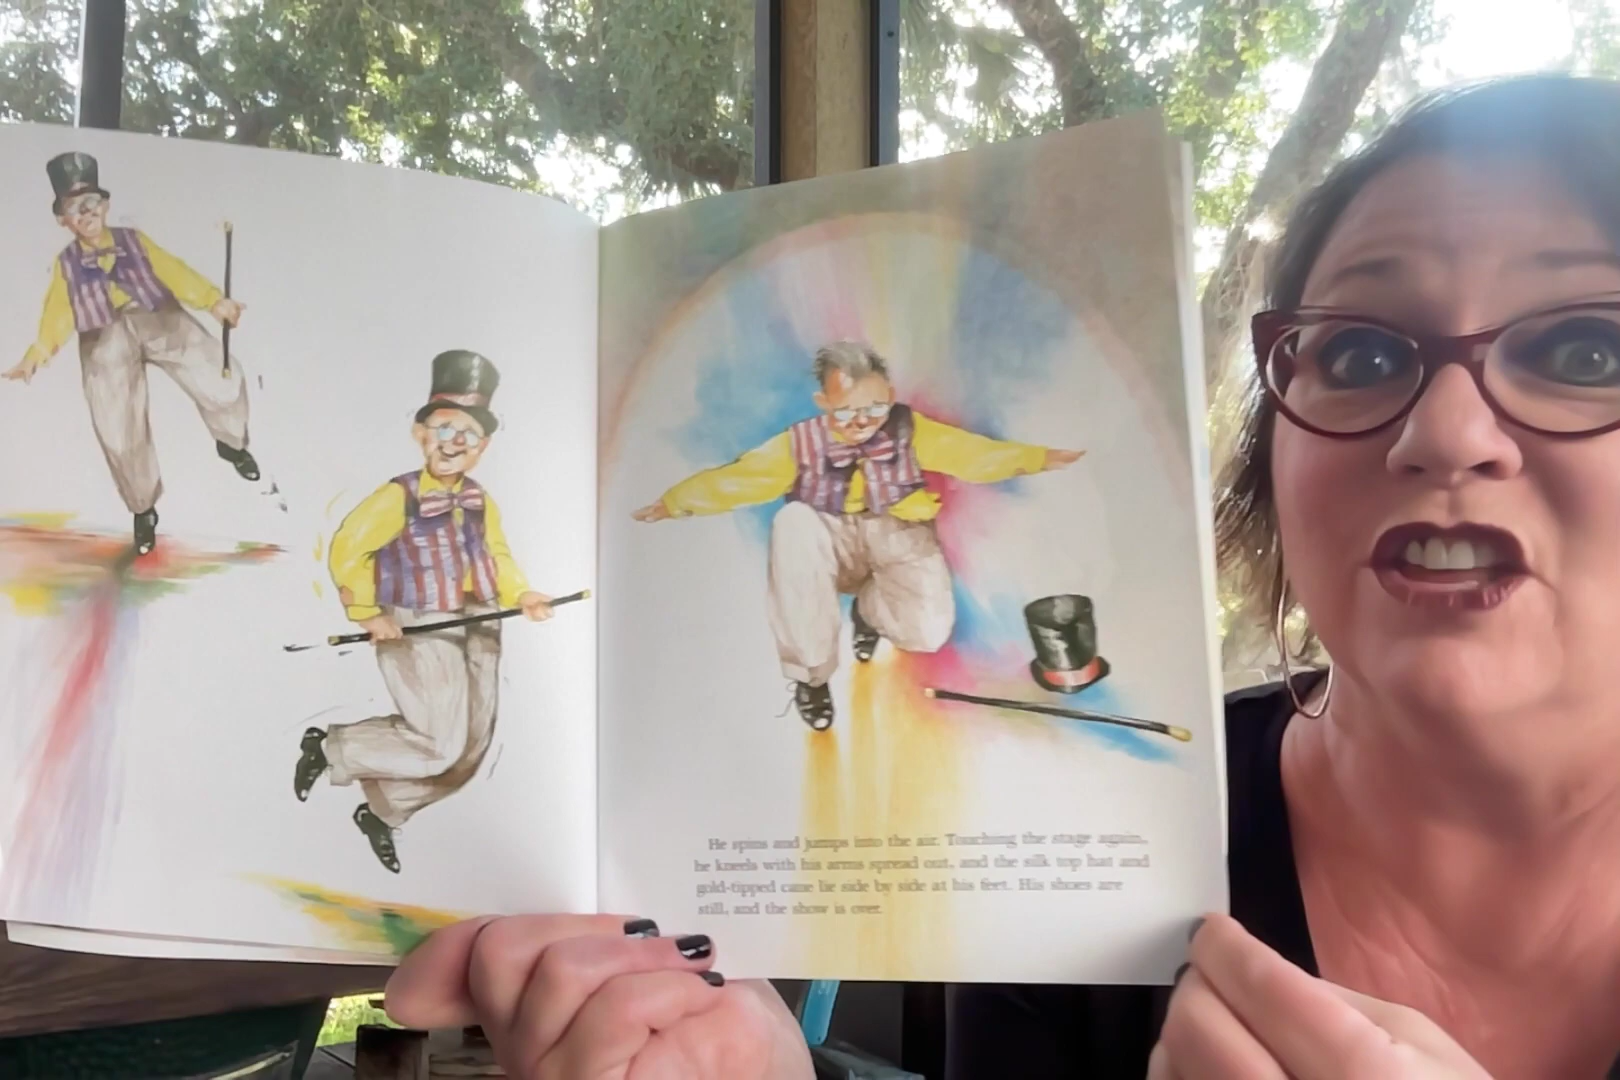 He spins and jumps into the air. Touching the stage again,
he kneels with his arms spread out, and the silk top hat and
gold-tipped cane lie side by side at his feet. His shoes are
still, and the show is over.